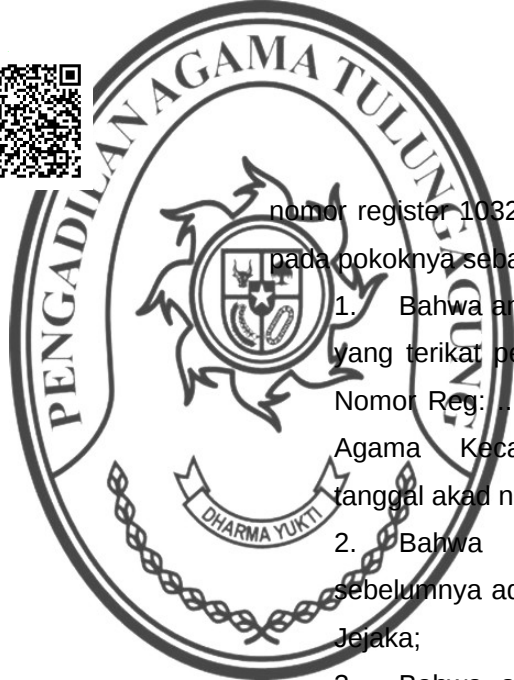 PENGADILAN AGAMA TULUNGAGUNG
DHARMA YUKTI
nomor register 1032
pada pokoknya seba
1. Bahwa an
yang terikat pe
Nomor Reg: ..
Agama Keca
tanggal akad n
2. Bahwa
sebelumnya ad
Jejaka;